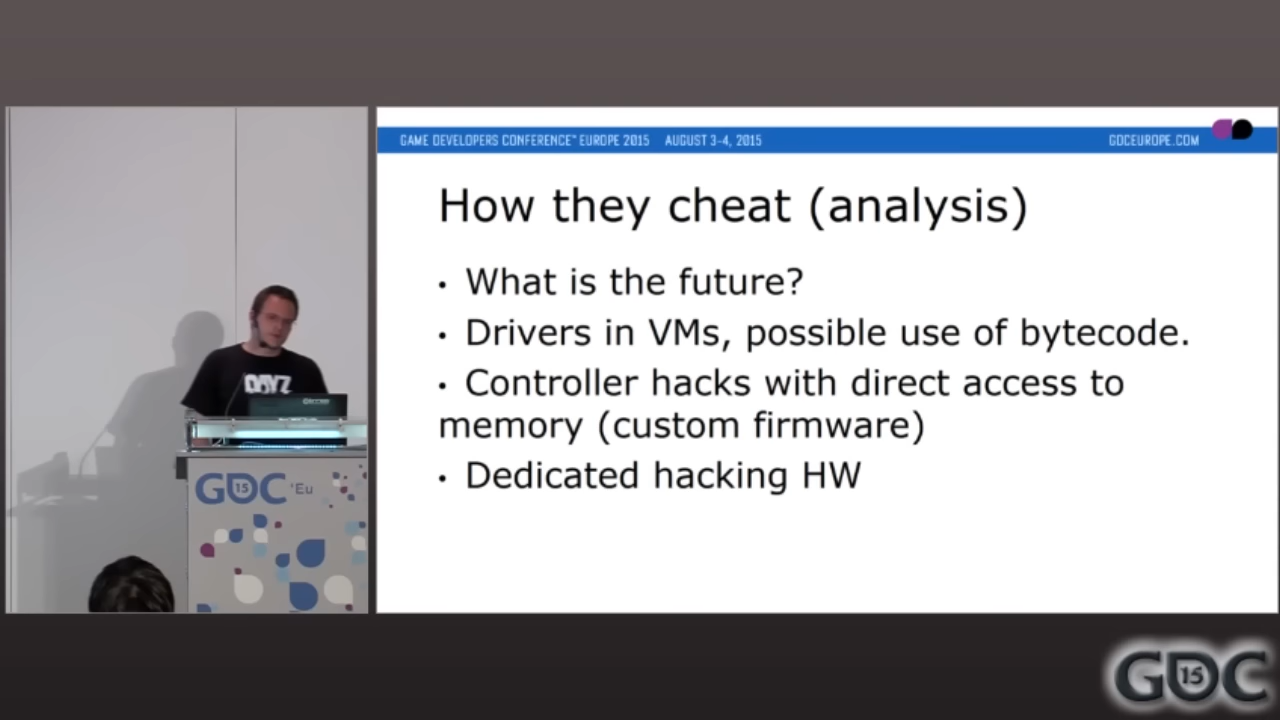 GAME DEVELOPERS CONFERENCE™ EUROPE 2015 AUGUST 3-4, 2015
GDCEUROPE.COM
How they cheat (analysis)
• What is the future?
• Drivers in VMs, possible use of bytecode.
• Controller hacks with direct access to
memory (custom firmware)
• Dedicated hacking HW
DAYZ
GDC 15 'Eu
GDC 15